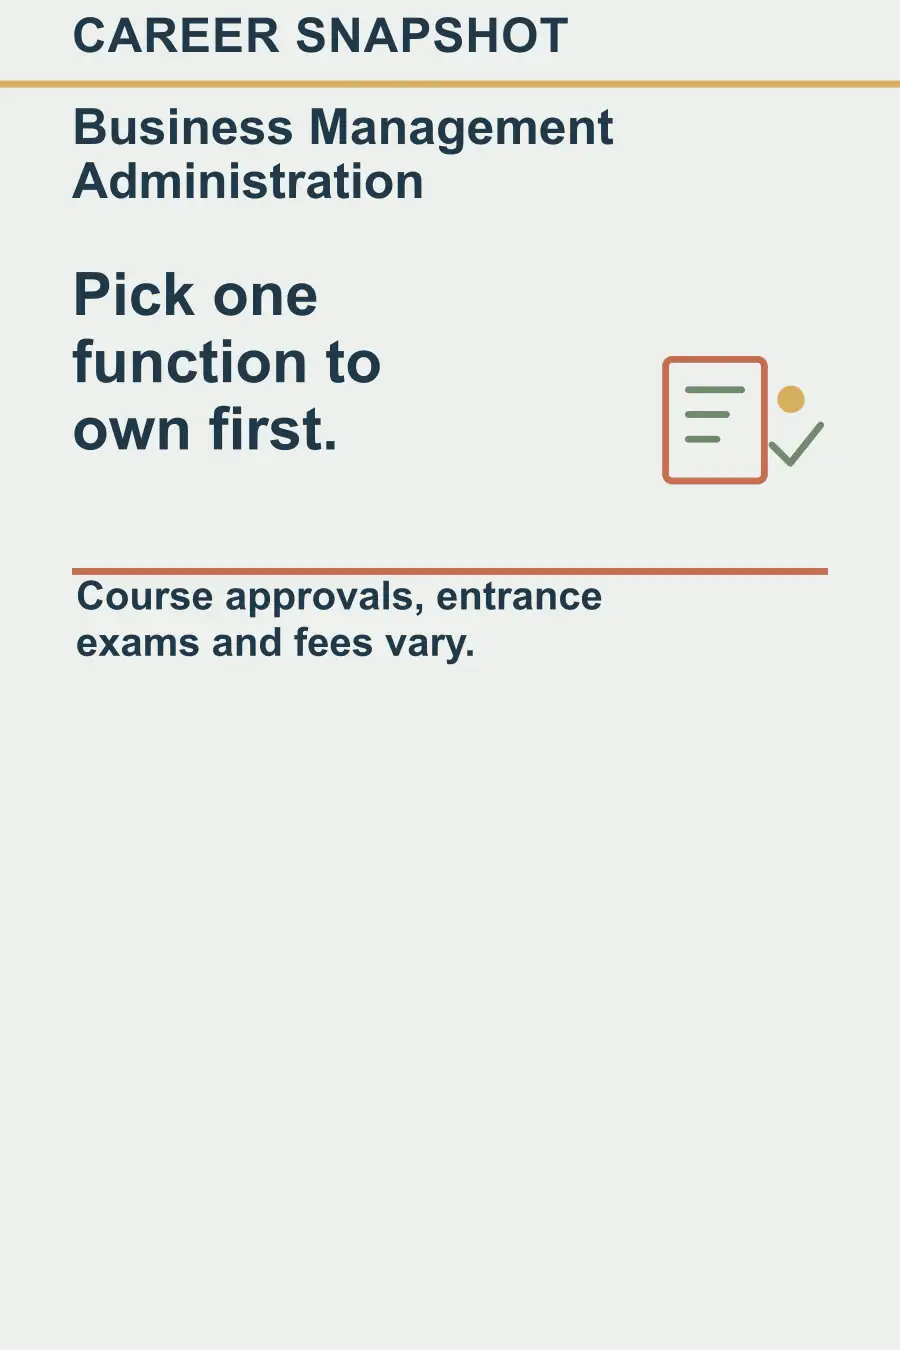 CAREER SNAPSHOT
Business Management
Administration
Pick one
function to
own first.
Course approvals, entrance
exams and fees vary.